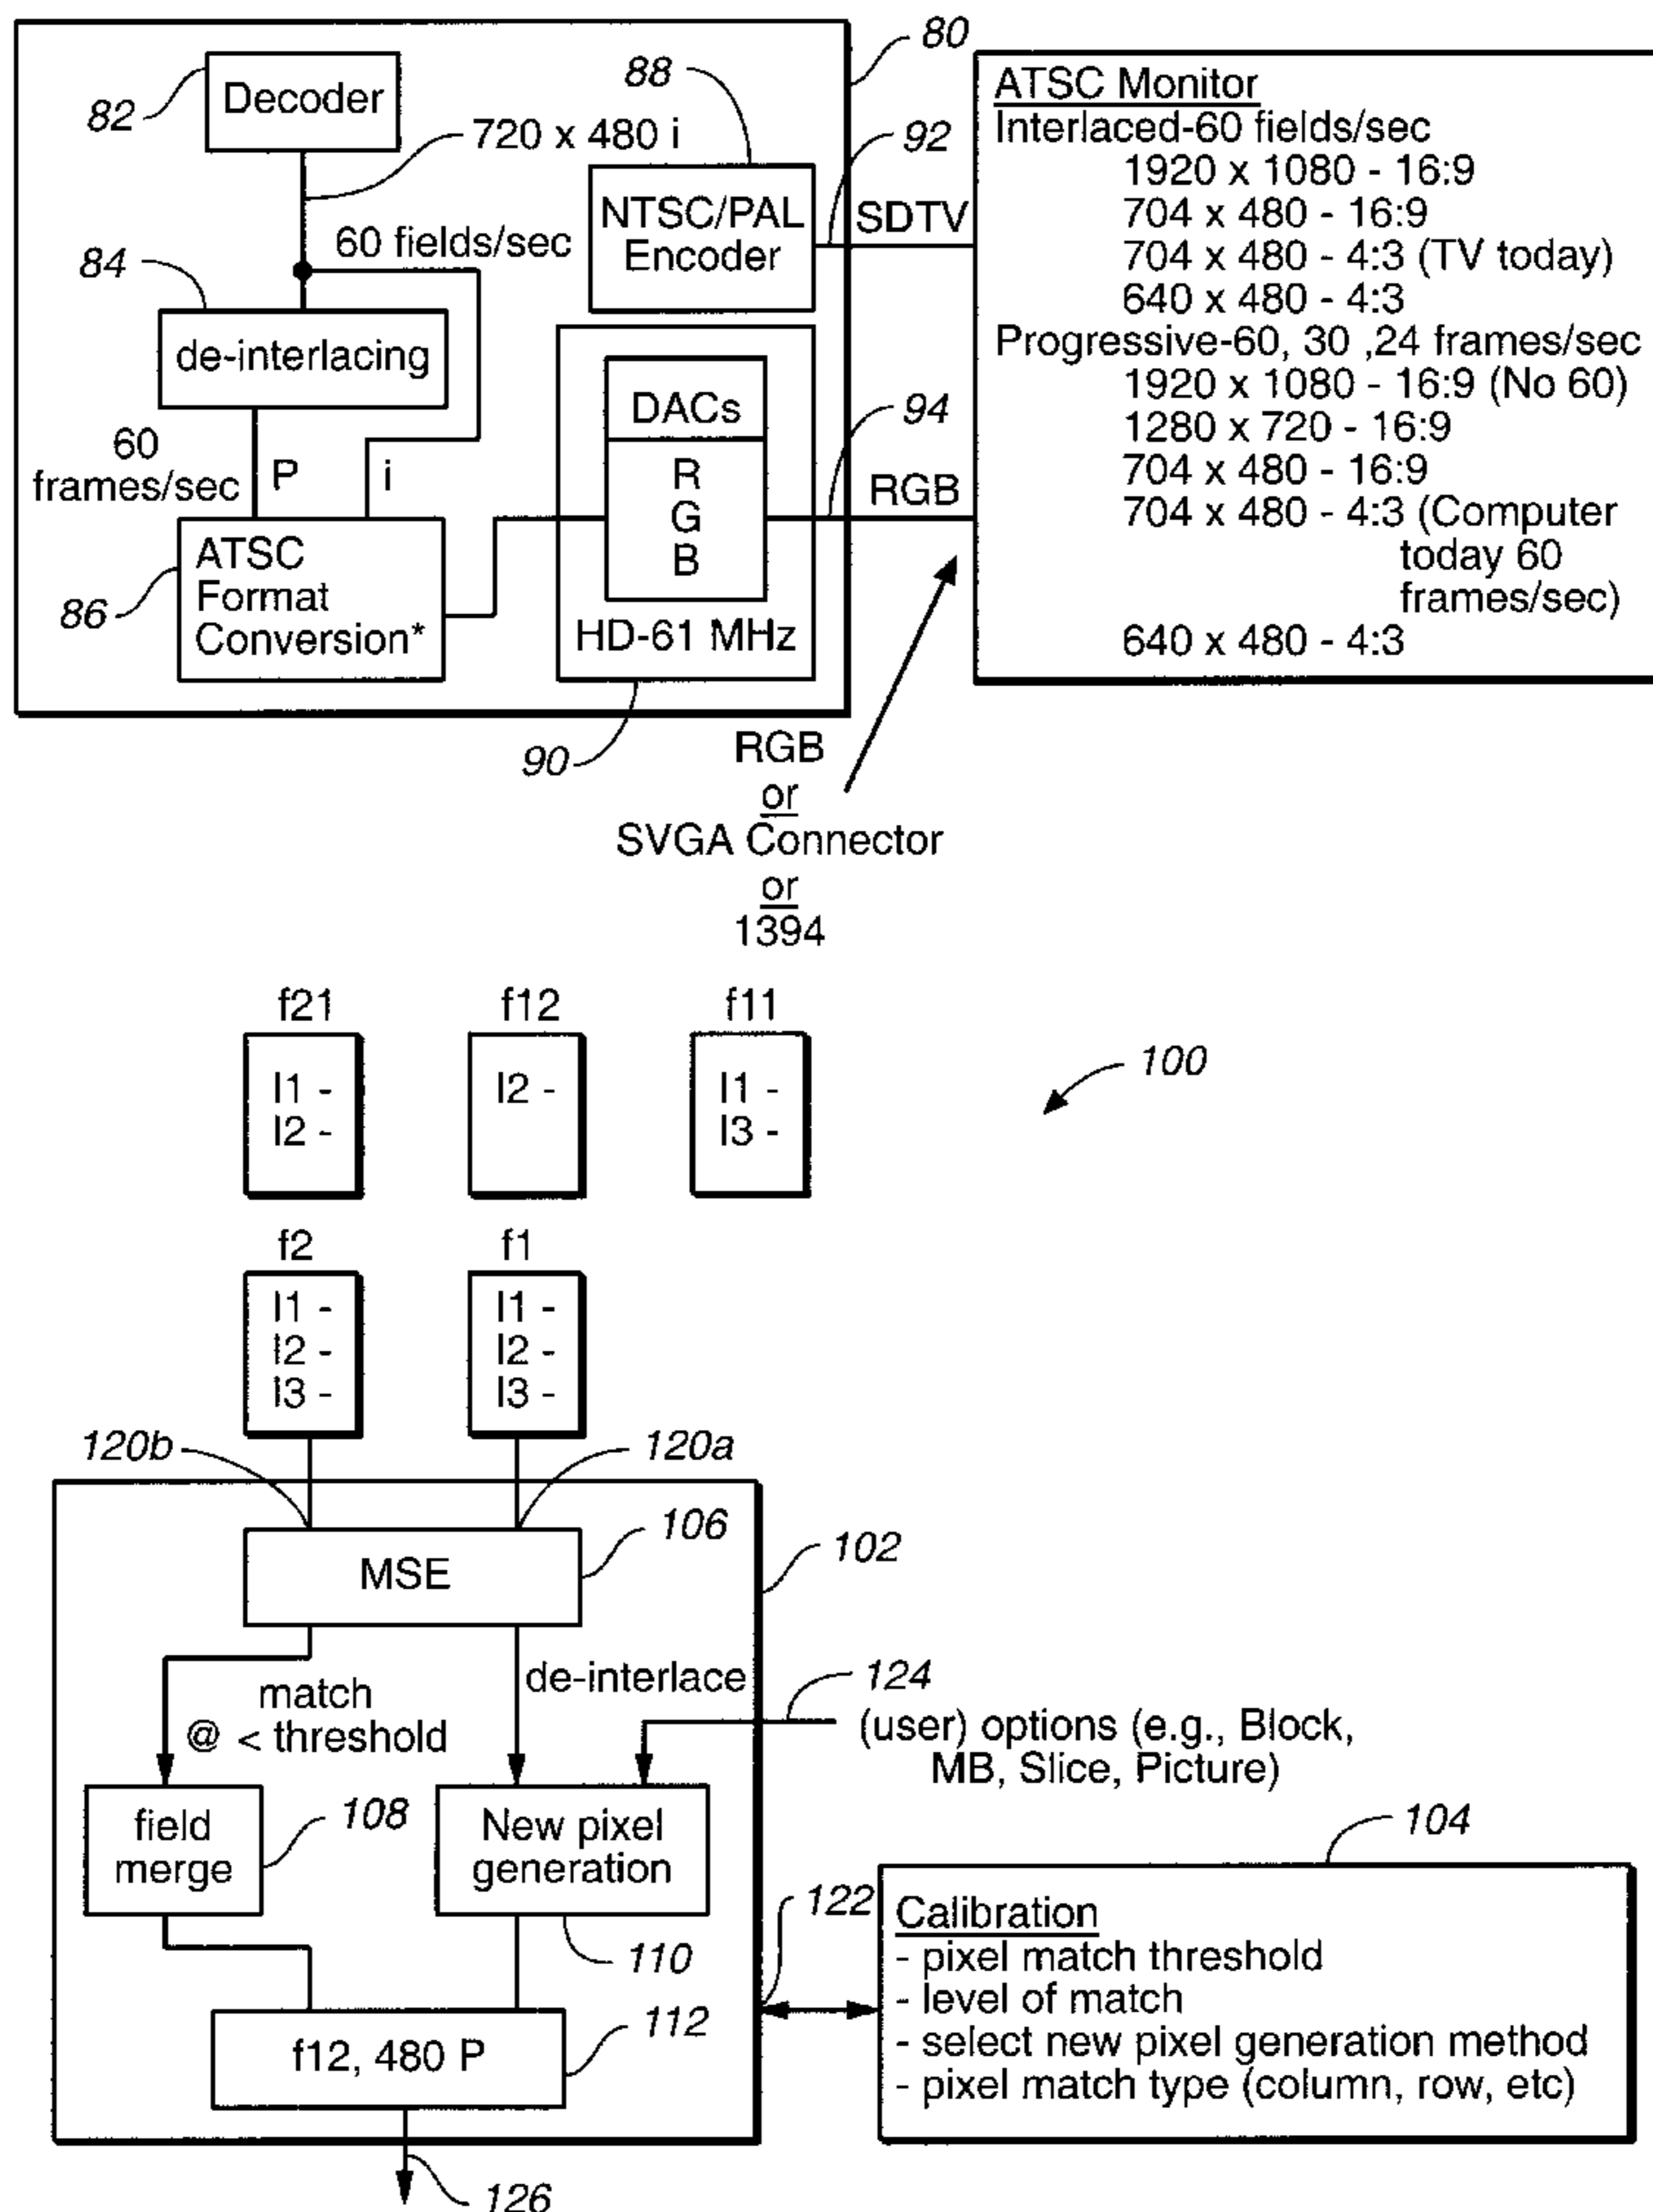 80
82
Decoder
720 x 480 i
88
92
NTSC/PAL
Encoder
SDTV
60 fields/sec
84
de-interlacing
60
frames/sec
P
i
DACs
R
G
B
HD-61 MHz
94
RGB
86
ATSC
Format
Conversion*
90
ATSC Monitor
Interlaced-60 fields/sec
1920 x 1080 - 16:9
704 x 480 - 16:9
704 x 480 - 4:3 (TV today)
640 x 480 - 4:3
Progressive-60, 30 ,24 frames/sec
1920 x 1080 - 16:9 (No 60)
1280 x 720 - 16:9
704 x 480 - 16:9
704 x 480 - 4:3 (Computer
today 60
frames/sec)
640 x 480 - 4:3
RGB
or
SVGA Connector
or
1394
f21
f12
f11
l1 -
l2 -
l2 -
l1 -
l3 -
100
f2
f1
l1 -
l2 -
l3 -
l1 -
l2 -
l3 -
120b
120a
106
MSE
102
match
@ < threshold
de-interlace
124
(user) options (e.g., Block,
MB, Slice, Picture)
field
merge
108
New pixel
generation
110
104
122
Calibration
- pixel match threshold
- level of match
- select new pixel generation method
- pixel match type (column, row, etc)
f12, 480 P
112
126